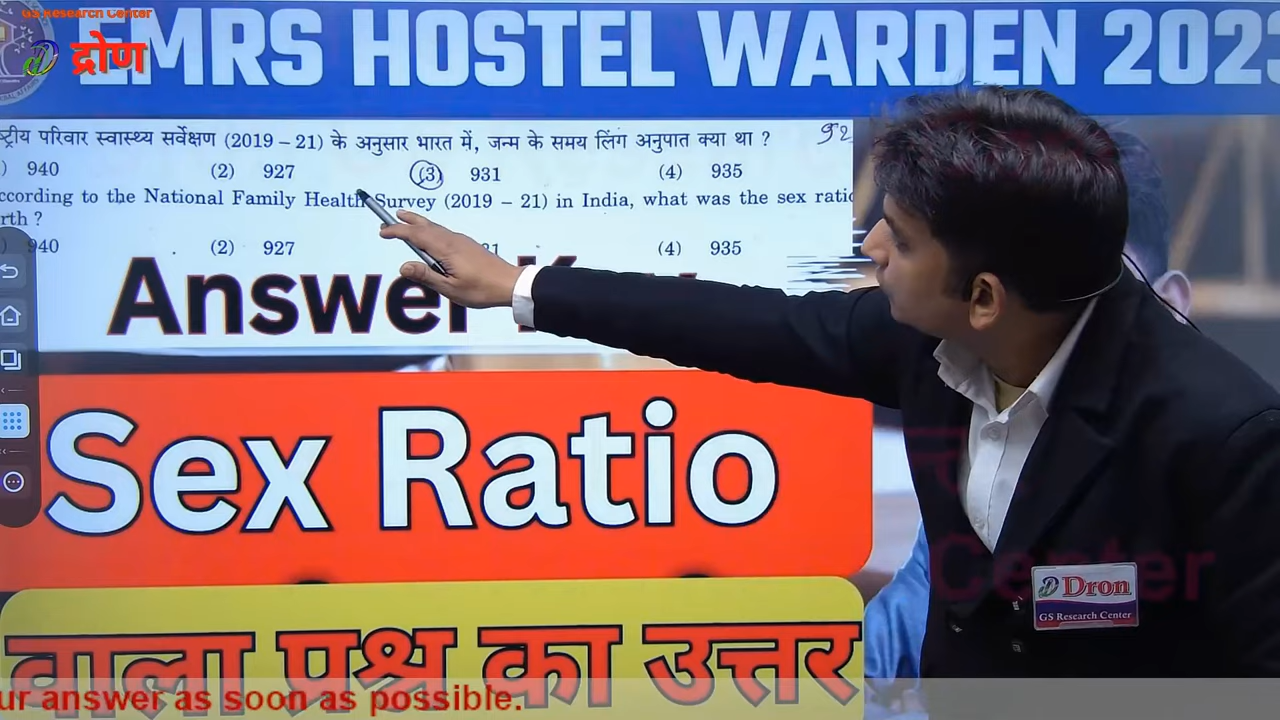 GS Research Center
द्रोण
EMRS HOSTEL WARDEN 2023
ष्ट्रीय परिवार स्वास्थ्य सर्वेक्षण (2019 – 21) के अनुसार भारत में, जन्म के समय लिंग अनुपात क्या था ? 92
) 940 (2) 927 (3) 931 (4) 935
ccording to the National Family Health Survey (2019 – 21) in India, what was the sex ratio
rth ?
940 (2) 927 31 (4) 935
Answer
Sex Ratio
वाला प्रश्न का उत्तर
Center
Dron
GS Research Center
ur answer as soon as possible.